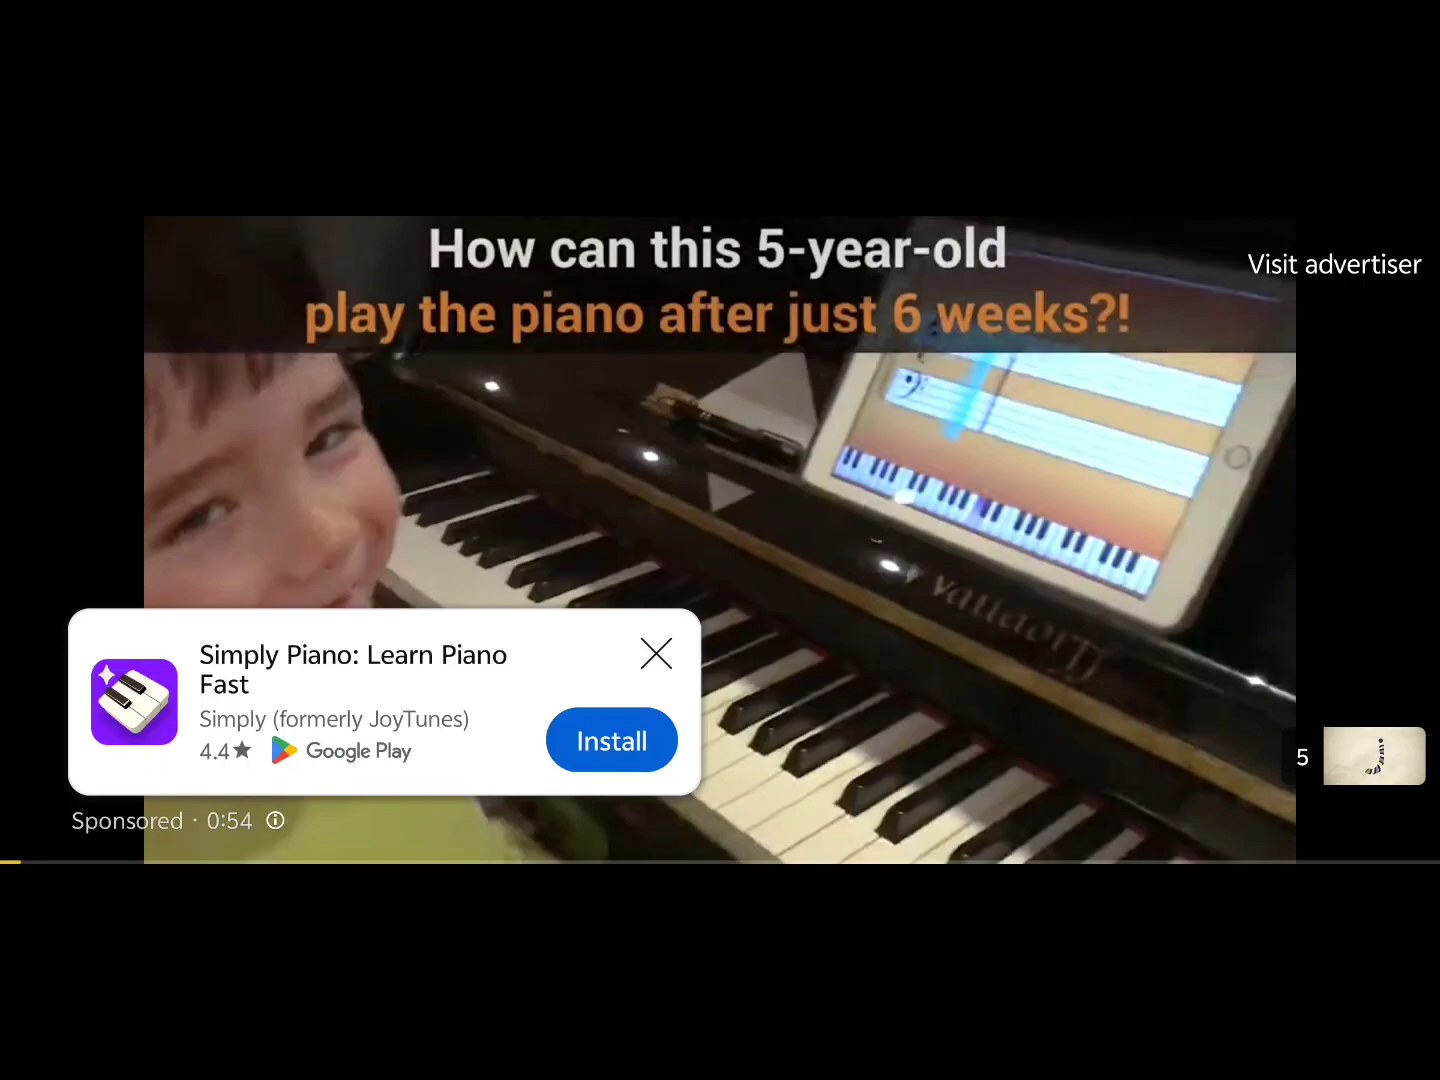 How can this 5-year-old
play the piano after just 6 weeks?!
Visit advertiser
Simply Piano: Learn Piano
Fast
Simply (formerly JoyTunes)
4.4★ Google Play
Install
5
Sponsored · 0:54